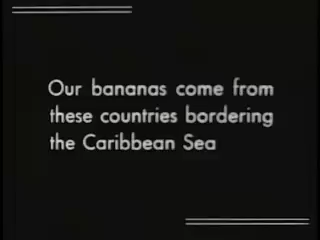 Our bananas come from
these countries bordering
the Caribbean Sea